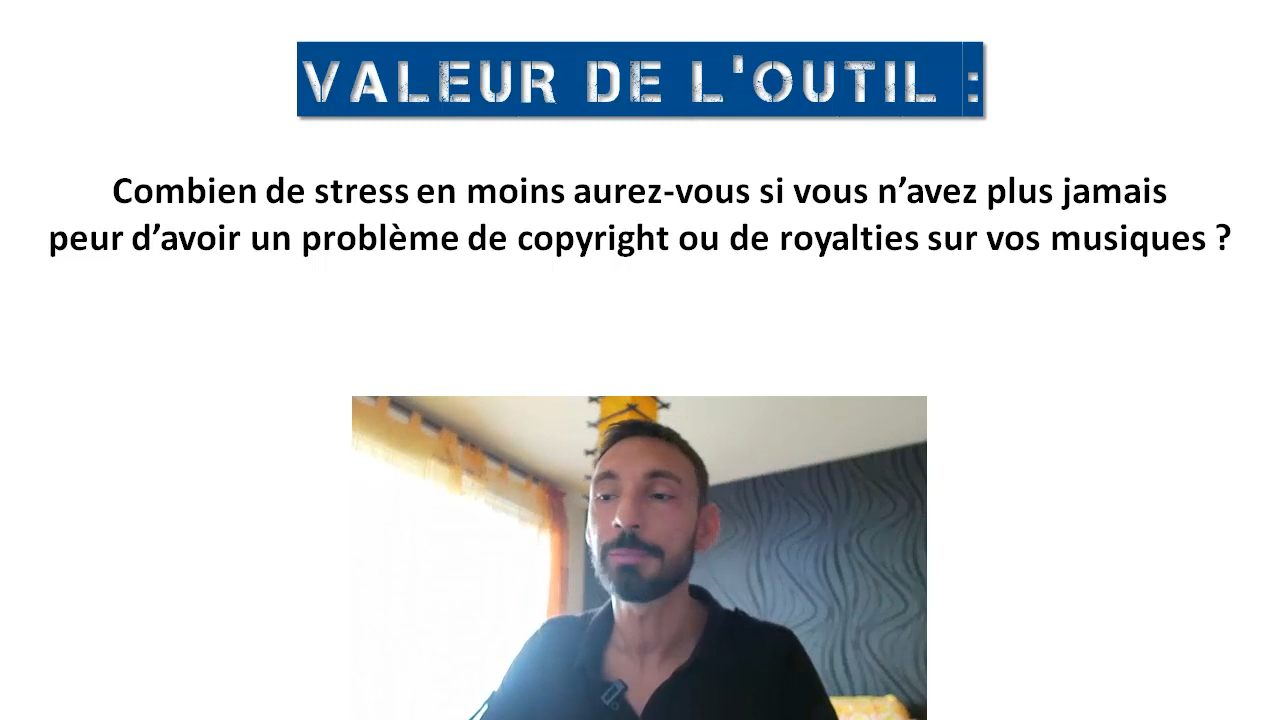 VALEUR DE L'OUTIL :
Combien de stress en moins aurez-vous si vous n’avez plus jamais
peur d’avoir un problème de copyright ou de royalties sur vos musiques ?